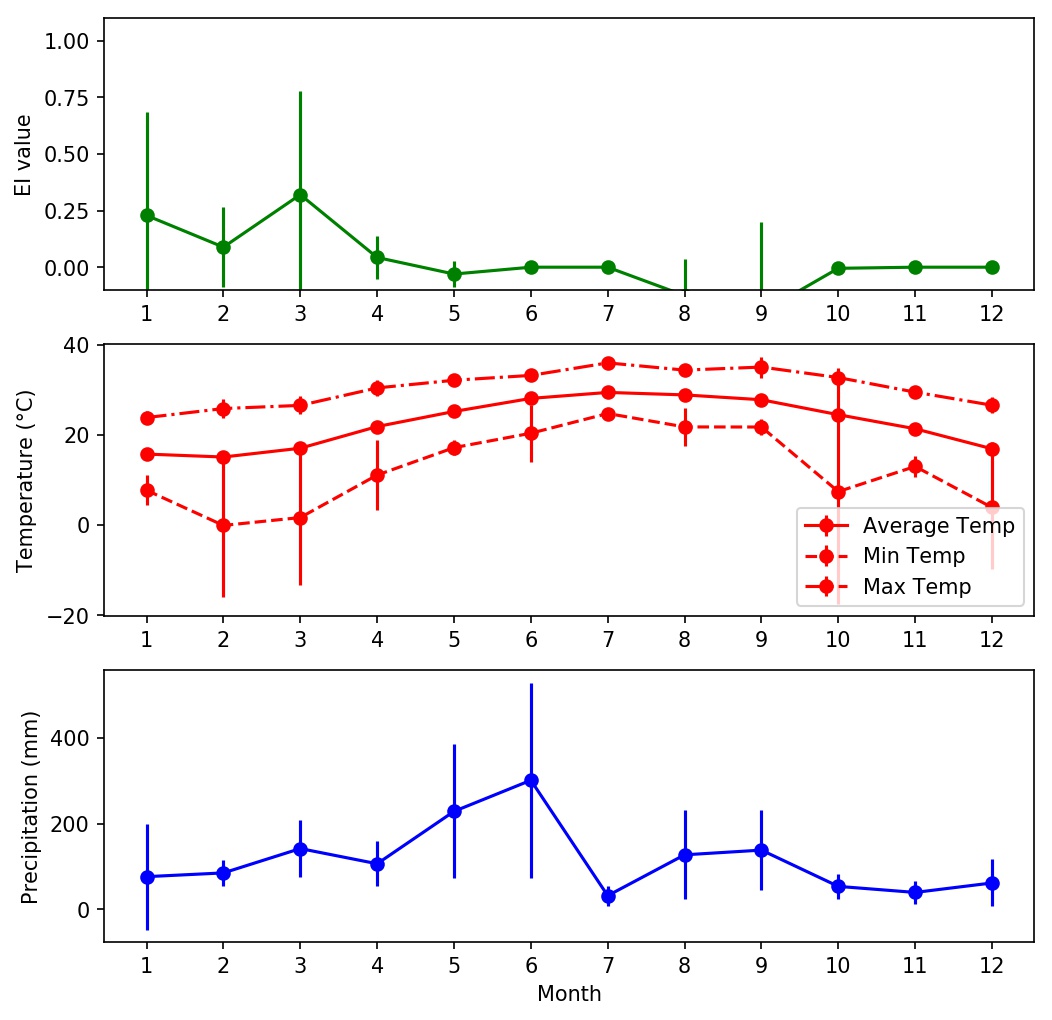 1.00
0.75
0.50
0.25
0.00
EI value
1 2 3 4 5 6 7 8 9 10 11 12
40
20
0
−20
Temperature (°C)
Average Temp
Min Temp
Max Temp
1 2 3 4 5 6 7 8 9 10 11 12
400
200
0
Precipitation (mm)
1 2 3 4 5 6 7 8 9 10 11 12
Month